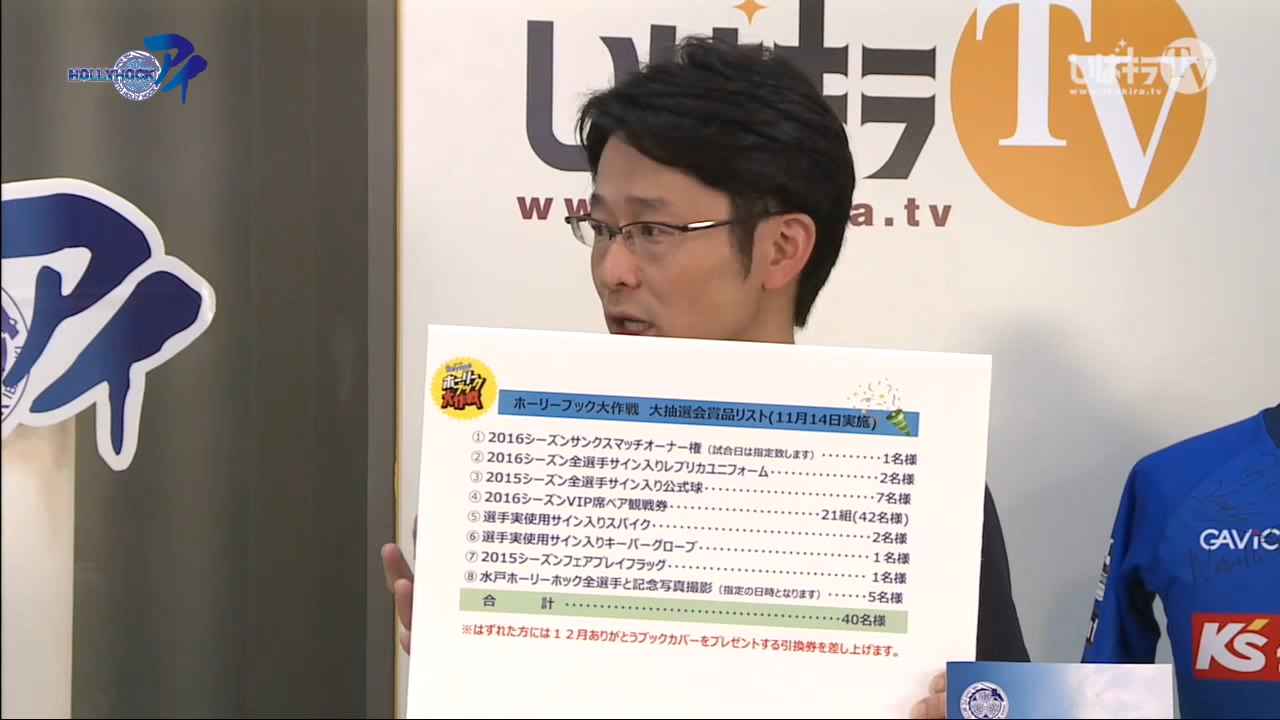 HOLLYHOCK
いばキラTV
www.ibakira.tv
いばキラTV
ra.tv
ホーリーブック大作戦
ホーリーブック大作戦 大抽選会賞品リスト(11月14日実施)
① 2016シーズンサンクスマッチオーナー権（試合日は指定致します）･････････1名様
② 2016シーズン全選手サイン入りレプリカユニフォーム････････････････2名様
③ 2015シーズン全選手サイン入り公式球････････････････････････7名様
④ 2016シーズンVIP席ペア観戦券･････････････････････21組(42名様)
⑤ 選手実使用サイン入りスパイク･･････････････････････････････2名様
⑥ 選手実使用サイン入りキーパーグローブ････････････････････････1名様
⑦ 2015シーズンフェアプレイフラッグ････････････････････････････1名様
⑧ 水戸ホーリーホック全選手と記念写真撮影（指定の日時となります）･･････5名様
合 計 ･･･････････････････････････････････････40名様
※はずれた方には１２月ありがとうブックカバーをプレゼントする引換券を差し上げます。
GAVIC
K's